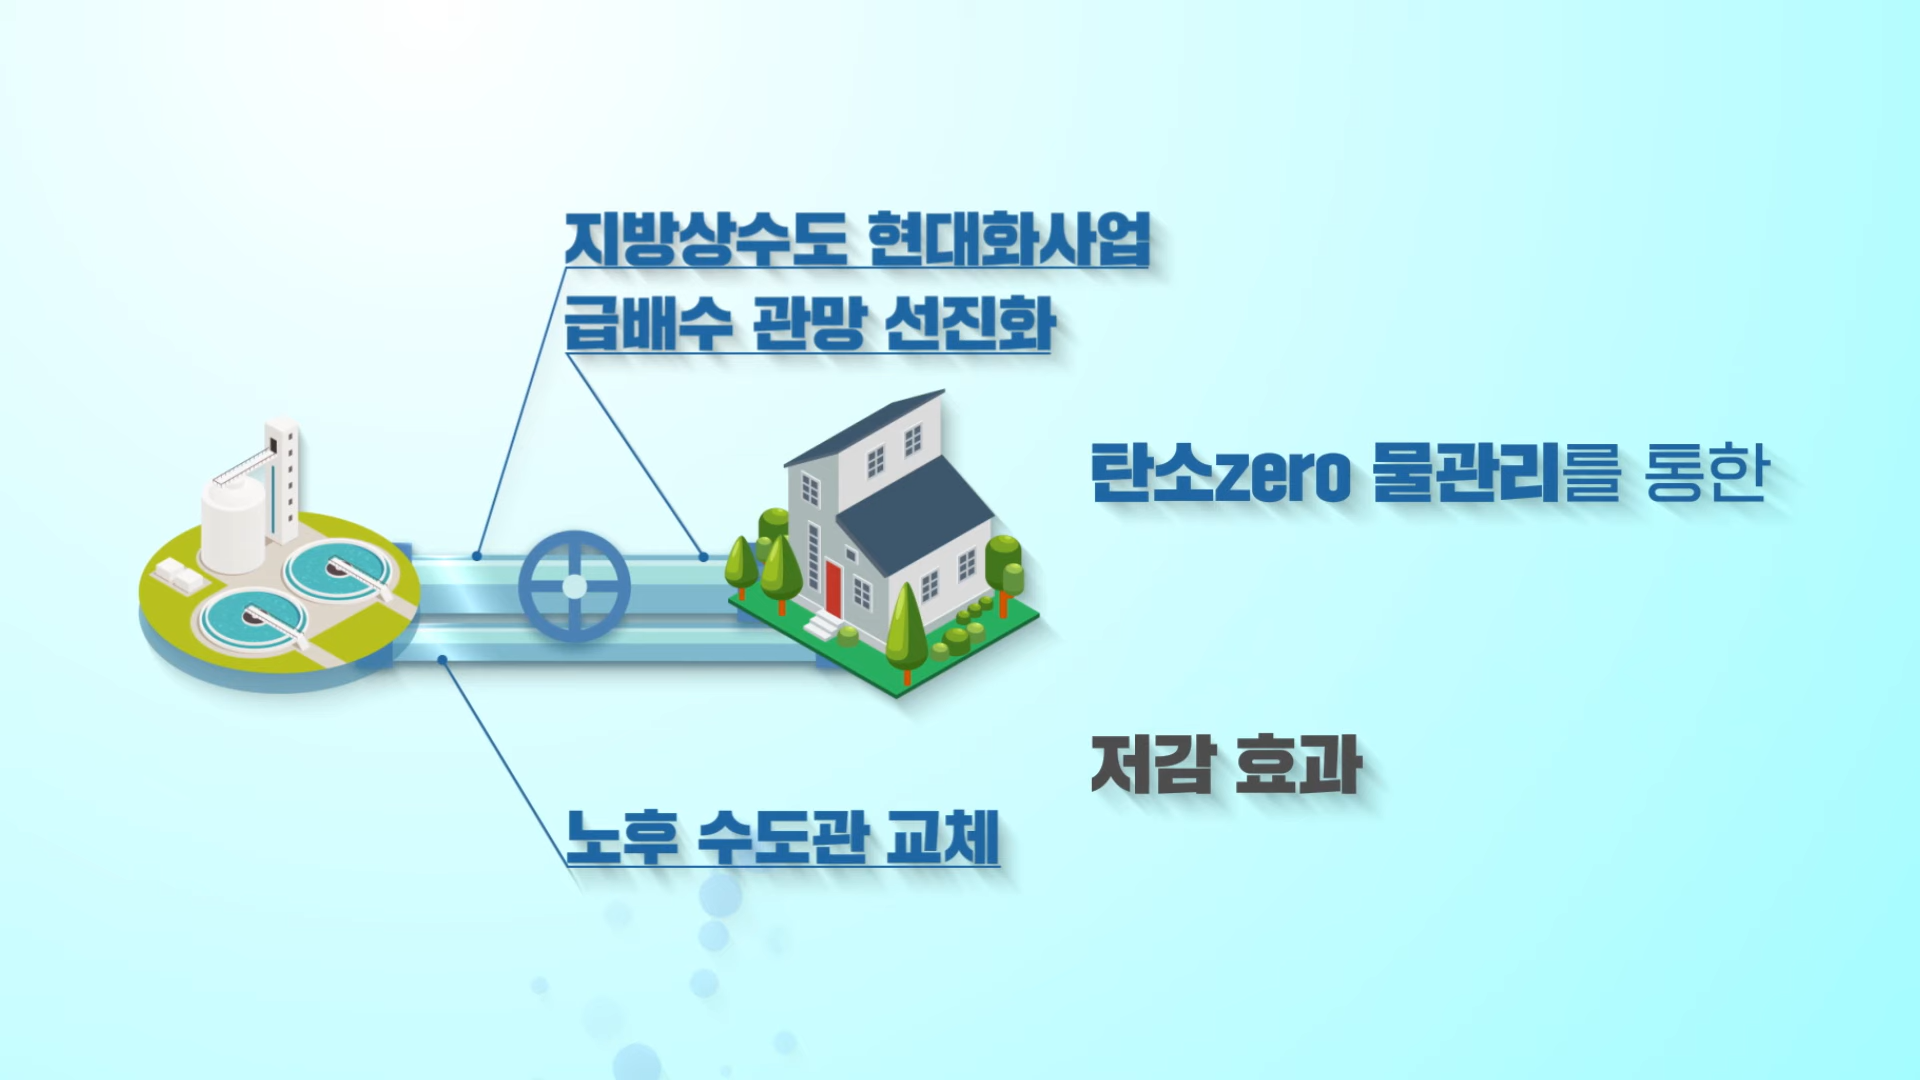 지방상수도 현대화사업
급배수 관망 선진화
탄소zero 물관리를 통한
저감 효과
노후 수도관 교체